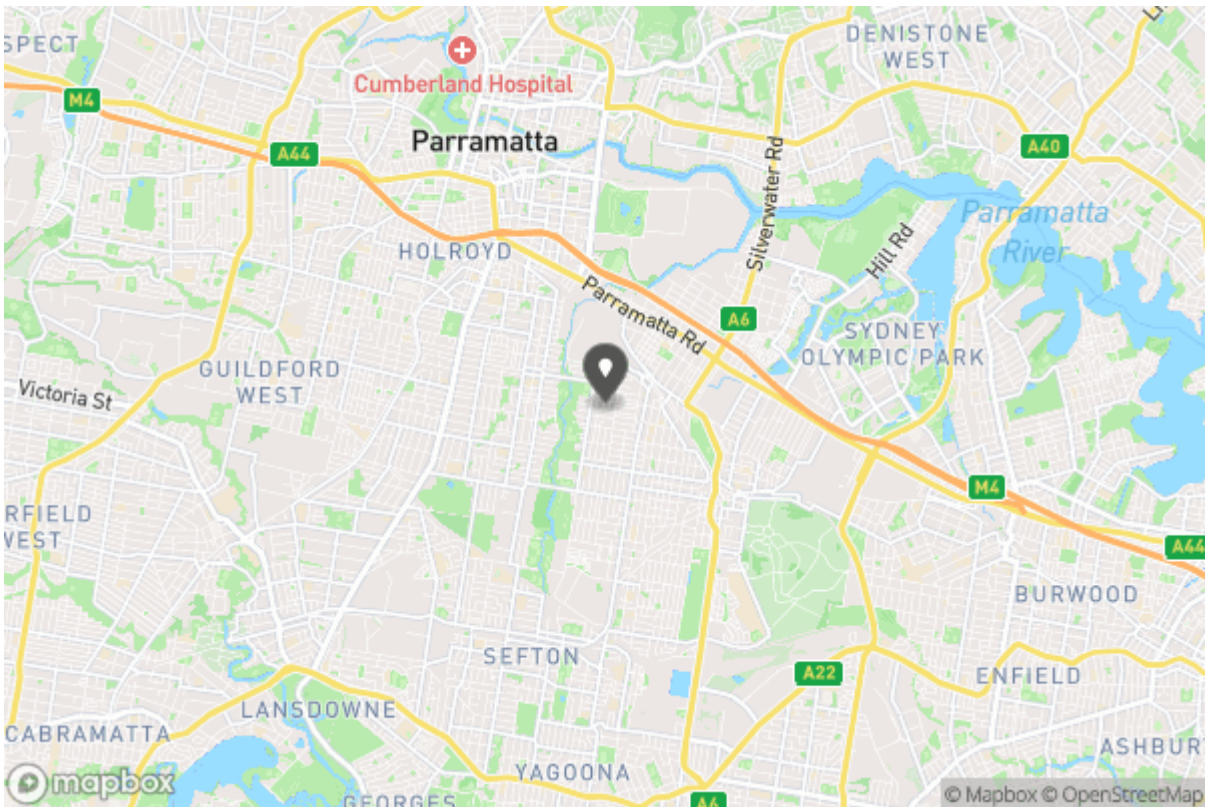 SPECT
DENISTONE
WEST
Cumberland Hospital
M4
Parramatta
A44
A40
Silverwater Rd
Parramatta
River
Hill Rd
HOLROYD
Parramatta Rd
A6
SYDNEY
OLYMPIC PARK
GUILDFORD
WEST
Victoria St
M4
RFIELD
WEST
A44
BURWOOD
SEFTON
A22
ENFIELD
LANSDOWNE
CABRAMATTA
ASHBURY
YAGOONA
mapbox
GEORGES
A6
© Mapbox © OpenStreetMap